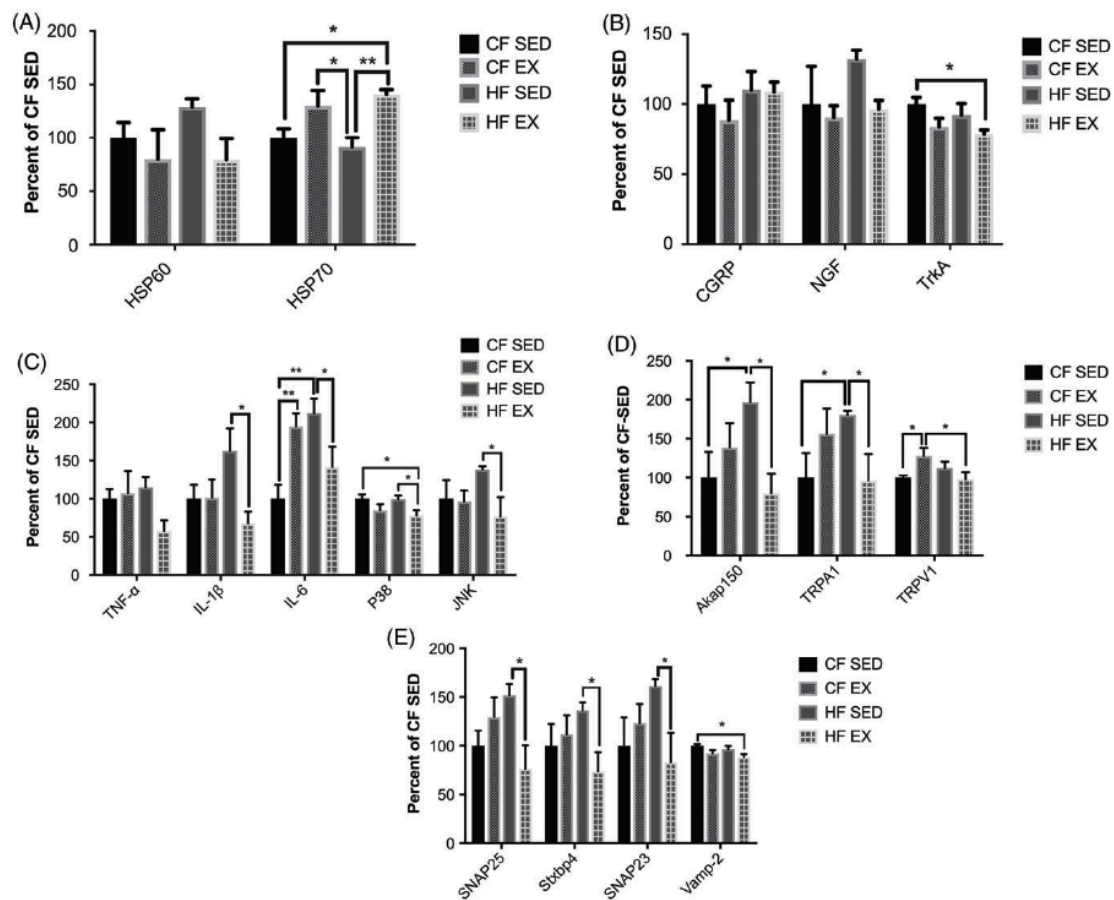 (A)
Percent of CF SED
200
150
100
50
0
*
*
**
HSP60
HSP70
CF SED
CF EX
HF SED
HF EX
(B)
Percent of CF SED
150
100
50
0
*
CGRP
NGF
TrkA
CF SED
CF EX
HF SED
HF EX
(C)
Percent of CF SED
250
200
150
100
50
0
*
**
**
*
*
*
*
TNF-α
IL-1β
IL-6
P38
JNK
CF SED
CF EX
HF SED
HF EX
(D)
Percent of CF-SED
250
200
150
100
50
0
*
*
*
*
*
*
Akap150
TRPA1
TRPV1
CF SED
CF EX
HF SED
HF EX
(E)
Percent of CF SED
200
150
100
50
0
*
*
*
*
SNAP25
Stxbp4
SNAP23
Vamp-2
CF SED
CF EX
HF SED
HF EX